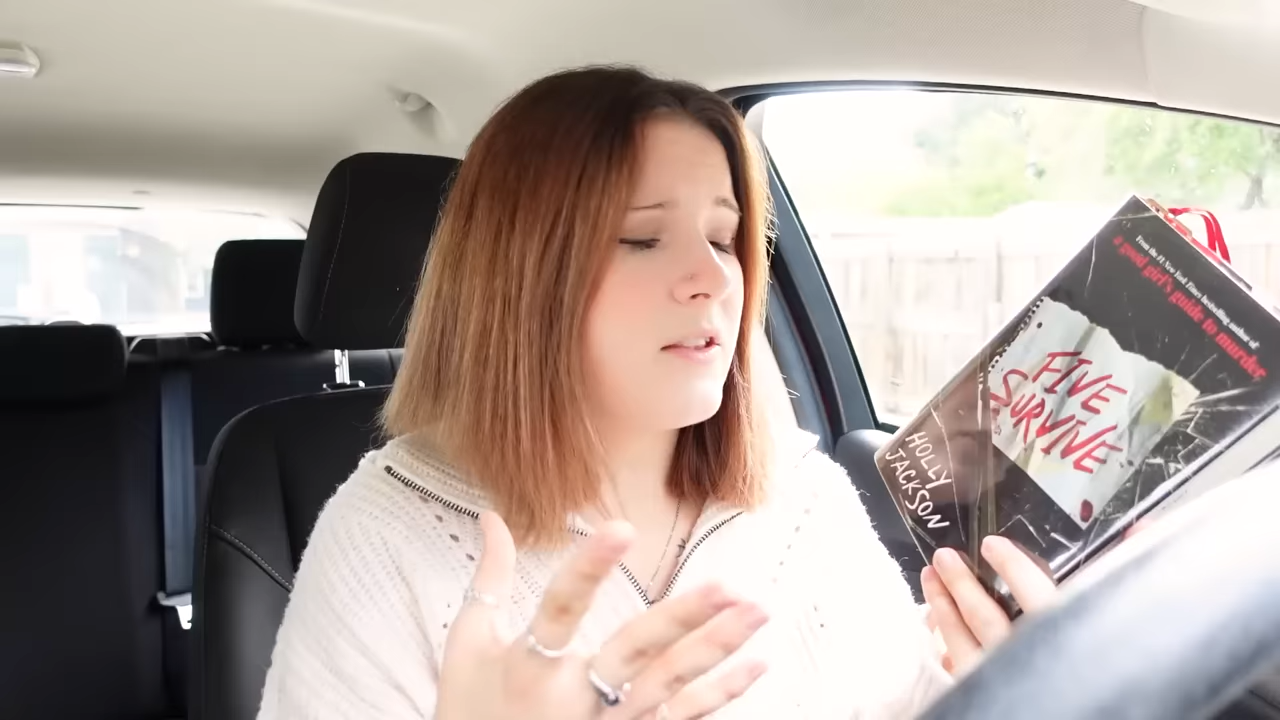 From the #1 New York Times bestselling author of
a good girl's guide to murder
FIVE
SURVIVE
HOLLY
JACKSON